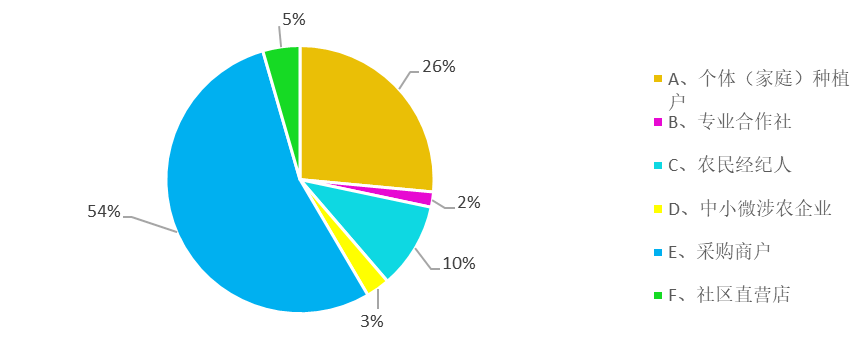 5%
26%
2%
10%
3%
54%
A、个体（家庭）种植
户
B、专业合作社
C、农民经纪人
D、中小微涉农企业
E、采购商户
F、社区直营店